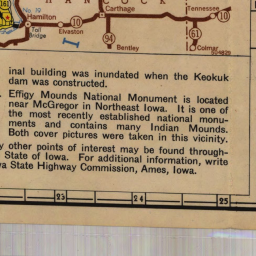 HANCOCK
No. 19
161
Hamilton
Carthage
Tennessee
10
10
Toll
Bridge
Elvaston
94
Bentley
61
Colmar
inal building was inundated when the Keokuk
dam was constructed.
Effigy Mounds National Monument is located
near McGregor in Northeast Iowa. It is one of
the most recently established national monu-
ments and contains many Indian Mounds.
Both cover pictures were taken in this vicinity.
other points of interest may be found through-
State of Iowa. For additional information, write
State Highway Commission, Ames, Iowa.
23
24
25